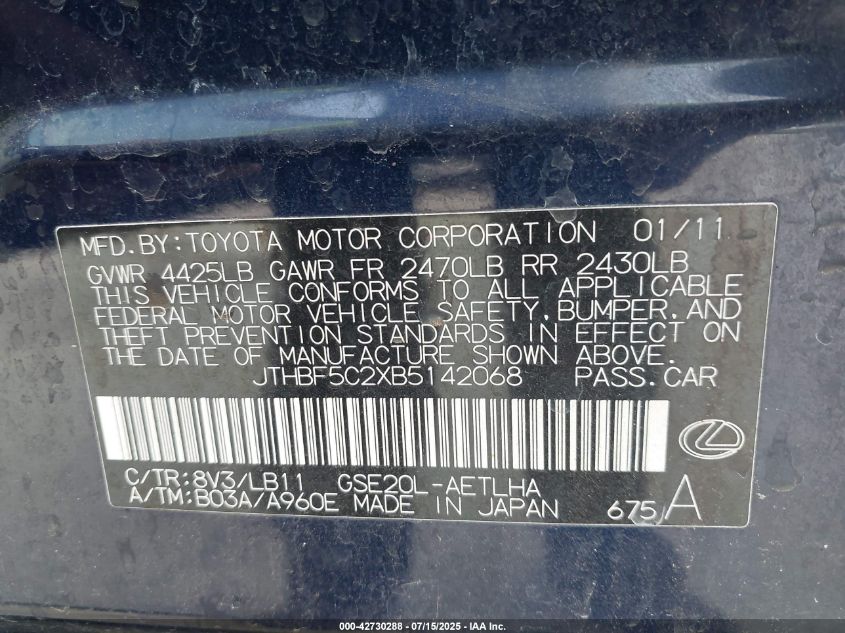 MFD.BY:TOYOTA MOTOR CORPORATION 01/11
GVWR 4425LB GAWR FR 2470LB RR 2430LB
THIS VEHICLE CONFORMS TO ALL APPLICABLE
FEDERAL MOTOR VEHICLE SAFETY,BUMPER,AND
THEFT PREVENTION STANDARDS IN EFFECT ON
THE DATE OF MANUFACTURE SHOWN ABOVE.
JTHBF5C2XB5142068 PASS.CAR
C/TR:8V3/LB11 GSE20L-AETLHA
A/TM:B03A/A960E MADE IN JAPAN 675 A
000-42730288 - 07/15/2025 - IAA Inc.